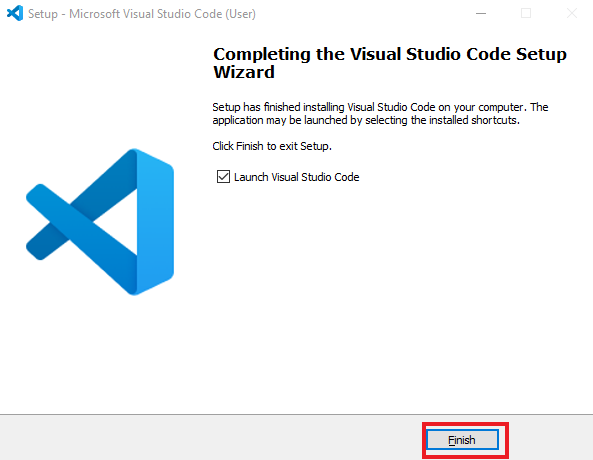 Setup - Microsoft Visual Studio Code (User)
Completing the Visual Studio Code Setup
Wizard
Setup has finished installing Visual Studio Code on your computer. The
application may be launched by selecting the installed shortcuts.
Click Finish to exit Setup.
Launch Visual Studio Code
Finish